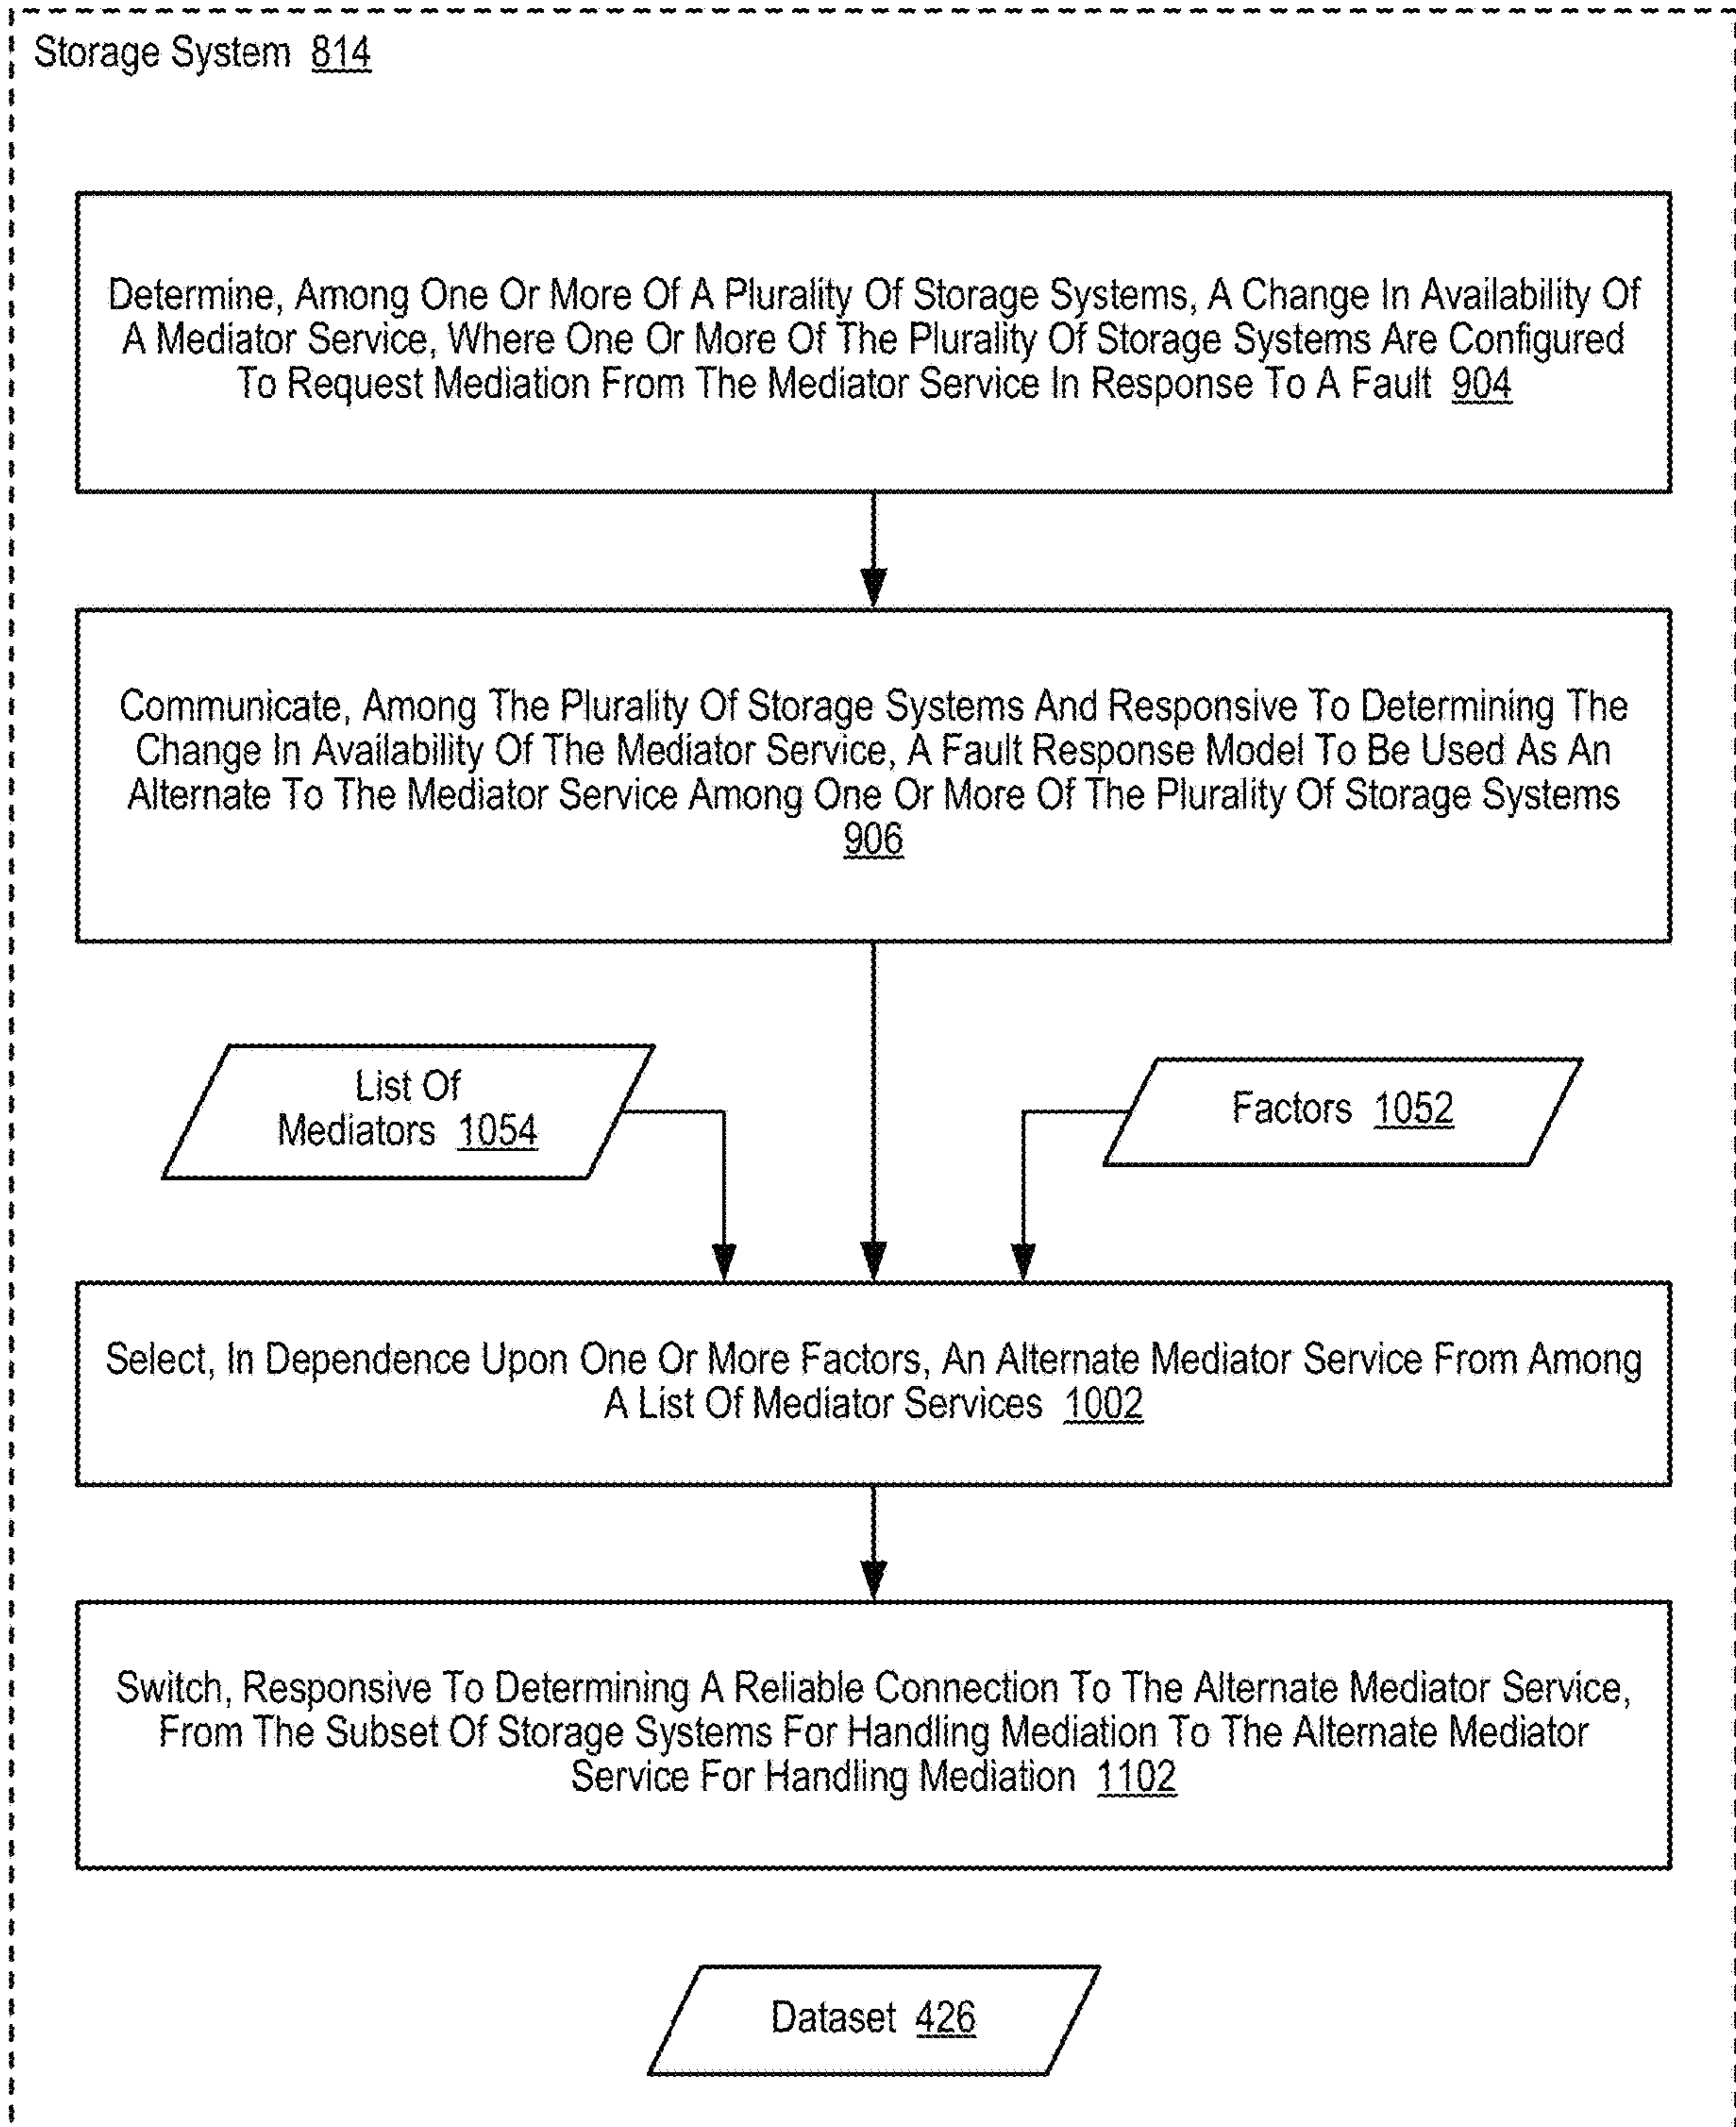 Storage System 814
Determine, Among One Or More Of A Plurality Of Storage Systems, A Change In Availability Of
A Mediator Service, Where One Or More Of The Plurality Of Storage Systems Are Configured
To Request Mediation From The Mediator Service In Response To A Fault 904
Communicate, Among The Plurality Of Storage Systems And Responsive To Determining The
Change In Availability Of The Mediator Service, A Fault Response Model To Be Used As An
Alternate To The Mediator Service Among One Or More Of The Plurality Of Storage Systems
906
List Of
Mediators 1054
Factors 1052
Select, In Dependence Upon One Or More Factors, An Alternate Mediator Service From Among
A List Of Mediator Services 1002
Switch, Responsive To Determining A Reliable Connection To The Alternate Mediator Service,
From The Subset Of Storage Systems For Handling Mediation To The Alternate Mediator
Service For Handling Mediation 1102
Dataset 426